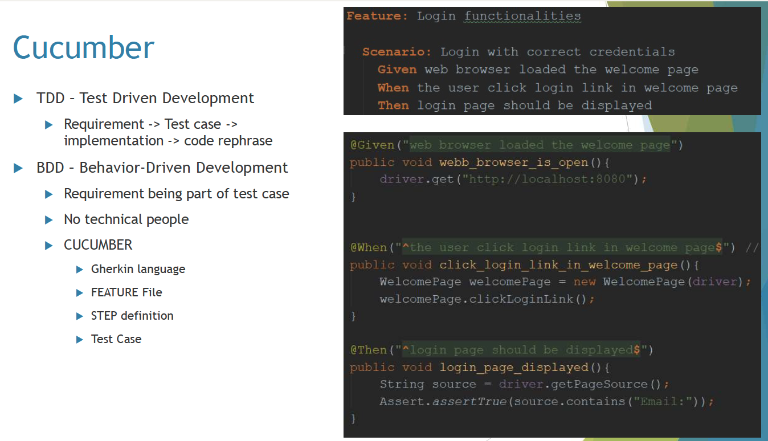 Cucumber
TDD - Test Driven Development
Requirement -> Test case ->
implementation -> code rephrase
BDD - Behavior-Driven Development
Requirement being part of test case
No technical people
CUCUMBER
Gherkin language
FEATURE File
STEP definition
Test Case
Feature: Login functionalities
Scenario: Login with correct credentials
Given web browser loaded the welcome page
When the user click login link in welcome page
Then login page should be displayed
@Given("web browser loaded the welcome page")
public void webb_browser_is_open(){
driver.get("http://localhost:8080");
}
@When("^the user click login link in welcome page$") //
public void click_login_link_in_welcome_page(){
WelcomePage welcomePage = new WelcomePage(driver);
welcomePage.clickLoginLink();
}
@Then("^login page should be displayed$")
public void login_page_displayed(){
String source = driver.getPageSource();
Assert.assertTrue(source.contains("Email:"));
}